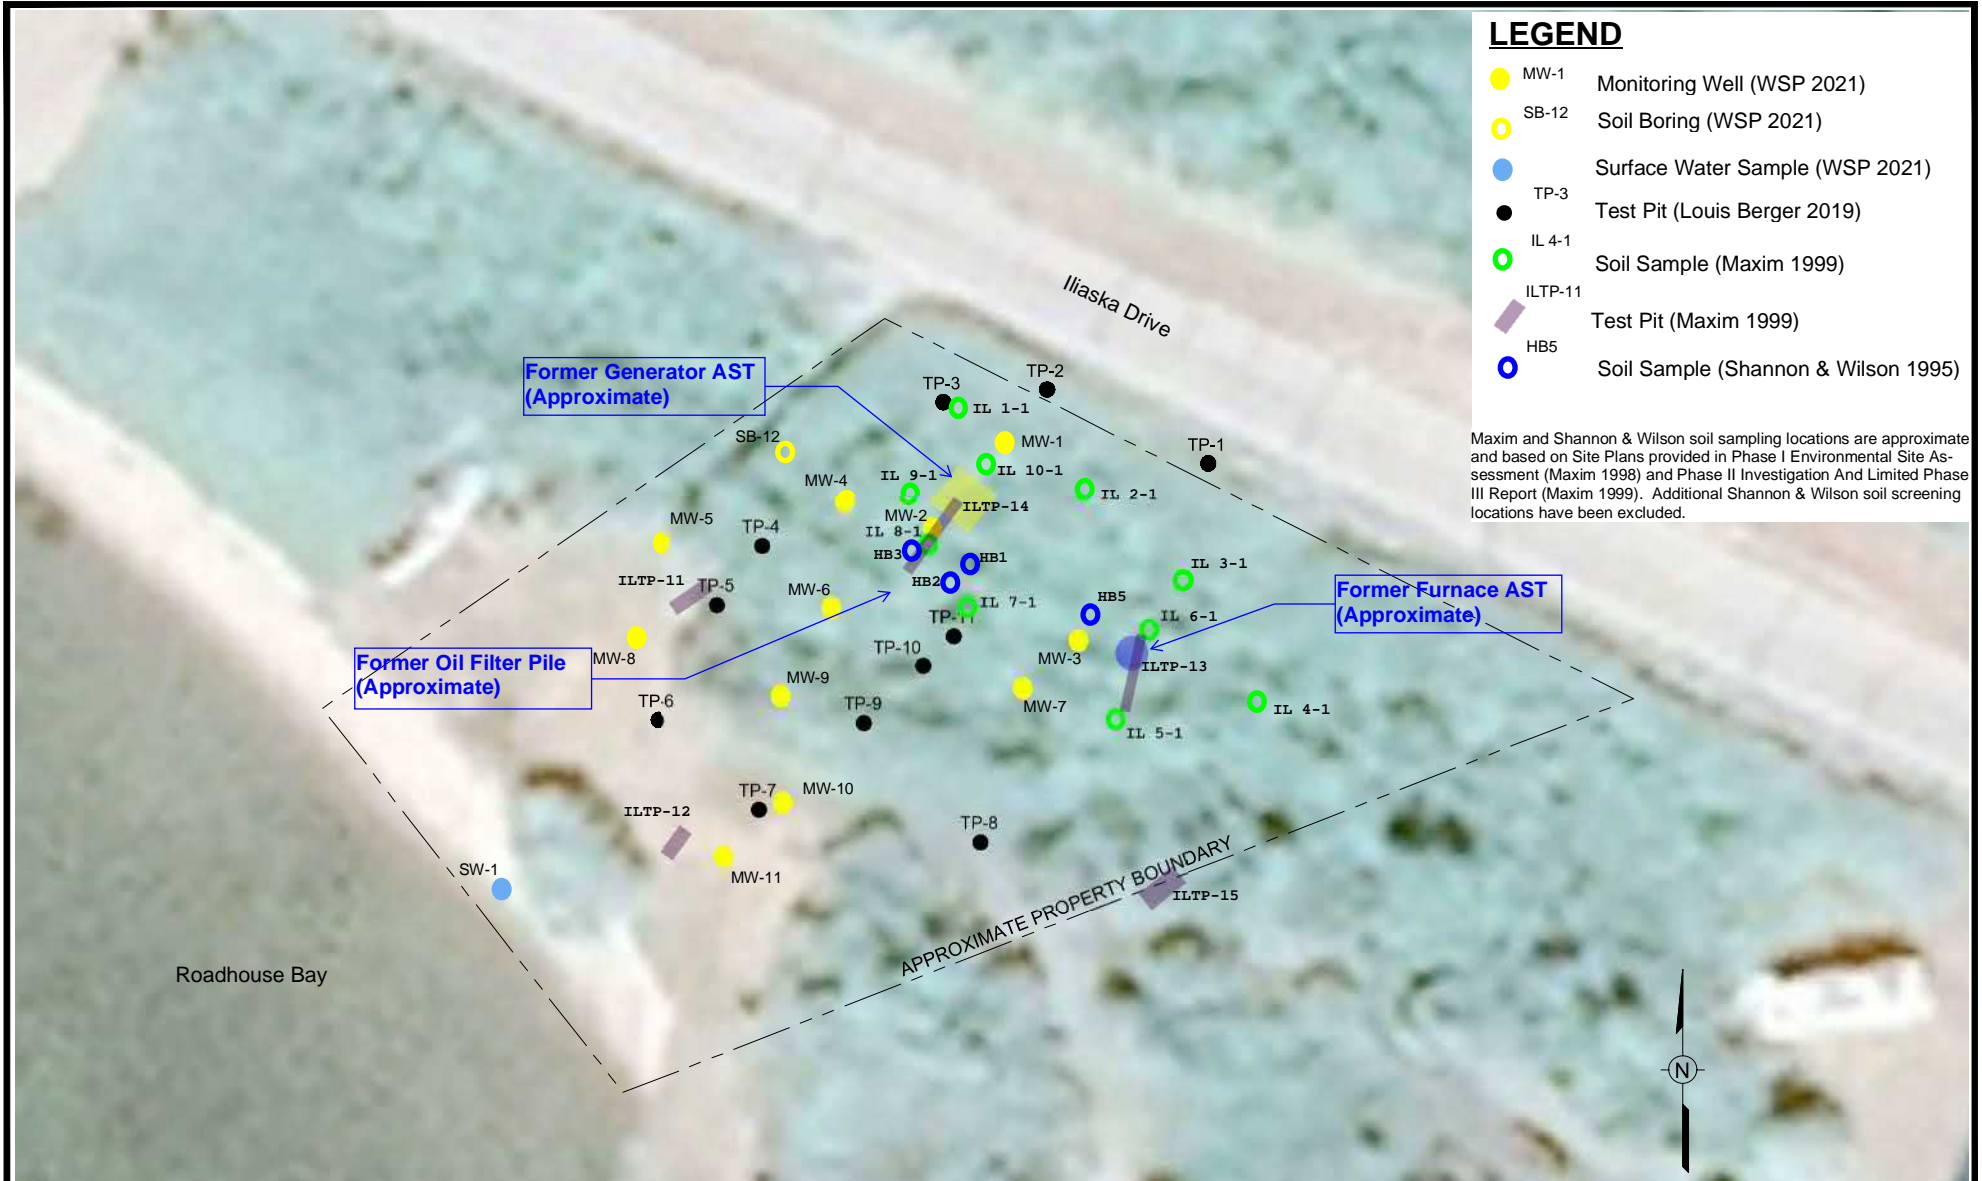 LEGEND
MW-1
Monitoring Well (WSP 2021)
SB-12
Soil Boring (WSP 2021)
Surface Water Sample (WSP 2021)
TP-3
Test Pit (Louis Berger 2019)
IL 4-1
Soil Sample (Maxim 1999)
ILTP-11
Test Pit (Maxim 1999)
HB5
Soil Sample (Shannon & Wilson 1995)
Maxim and Shannon & Wilson soil sampling locations are approximate
and based on Site Plans provided in Phase I Environmental Site As-
sessment (Maxim 1998) and Phase II Investigation And Limited Phase
III Report (Maxim 1999). Additional Shannon & Wilson soil screening
locations have been excluded.
Iliaska Drive
Former Generator AST
(Approximate)
TP-2
TP-3
IL 1-1
SB-12
MW-1
TP-1
IL 10-1
IL 9-1
MW-4
IL 2-1
ILTP-14
MW-2
MW-5
TP-4
IL 8-1
HB3
HB1
HB2
IL 3-1
ILTP-11
TP-5
MW-6
IL 7-1
HB5
Former Furnace AST
(Approximate)
TP-11
IL 6-1
TP-10
MW-3
MW-8
ILTP-13
Former Oil Filter Pile
(Approximate)
MW-9
TP-6
TP-9
MW-7
IL 4-1
IL 5-1
TP-7
MW-10
ILTP-12
TP-8
SW-1
MW-11
APPROXIMATE PROPERTY BOUNDARY
ILTP-15
Roadhouse Bay
N